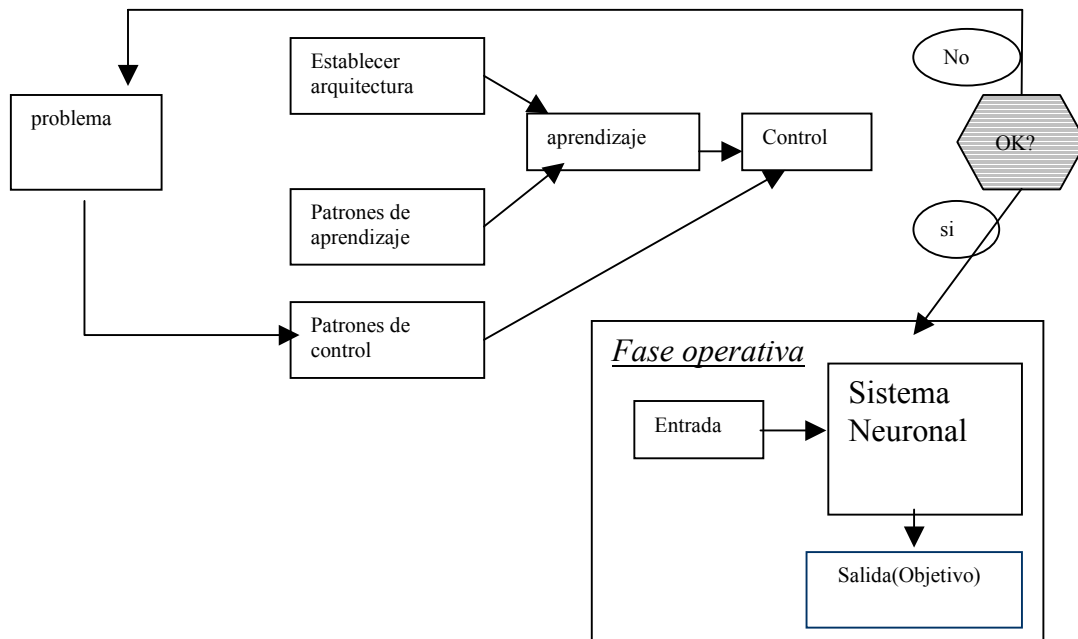 No
Establecer
arquitectura
problema
aprendizaje
Control
OK?
Patrones de
aprendizaje
si
Patrones de
control
Fase operativa
Sistema
Neuronal
Entrada
Salida(Objetivo)